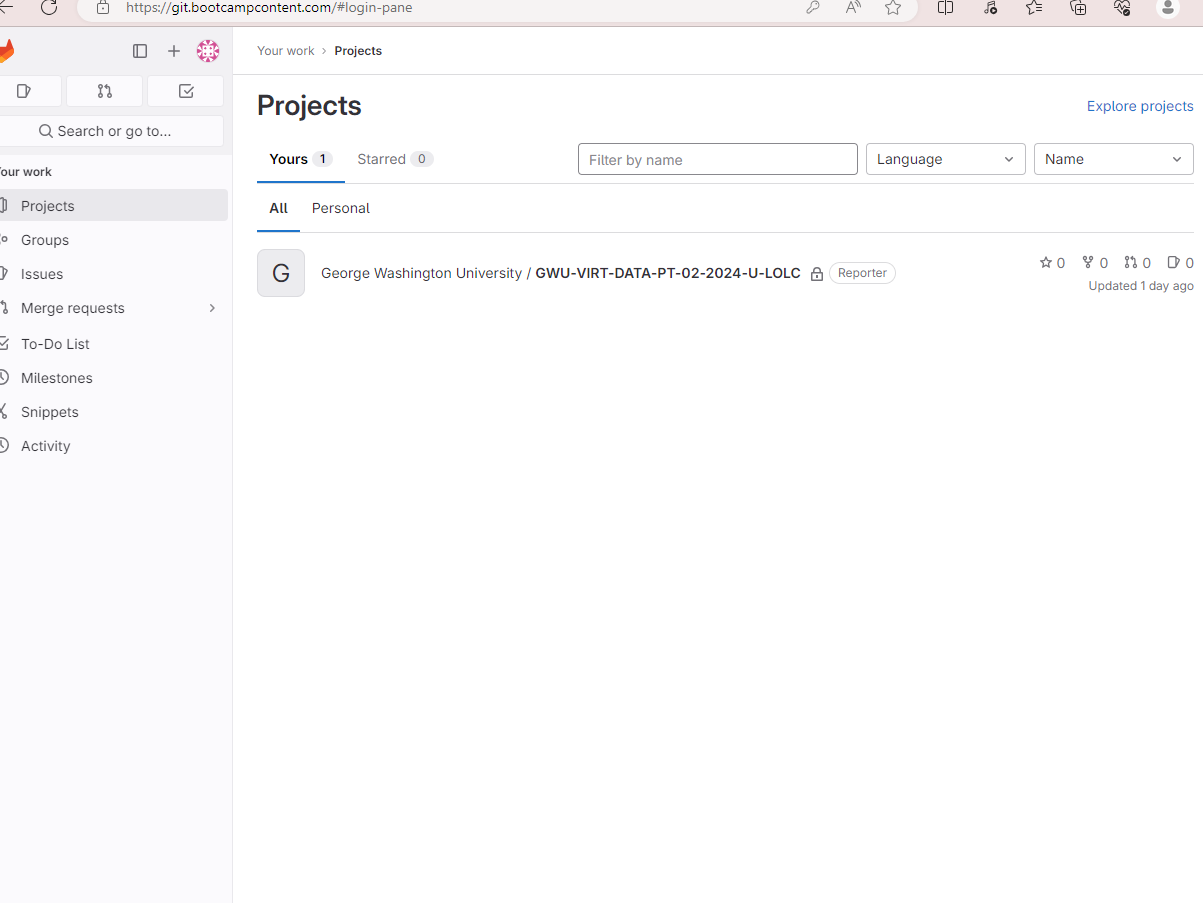 https://git.bootcampcontent.com/#login-pane
Your work › Projects
Projects
Explore projects
Search or go to...
Yours 1 Starred 0
Filter by name
Language
Name
our work
All Personal
Projects
Groups
Issues
Merge requests
To-Do List
Milestones
Snippets
Activity
G
George Washington University / GWU-VIRT-DATA-PT-02-2024-U-LOLC
Reporter
0 0 0 0
Updated 1 day ago